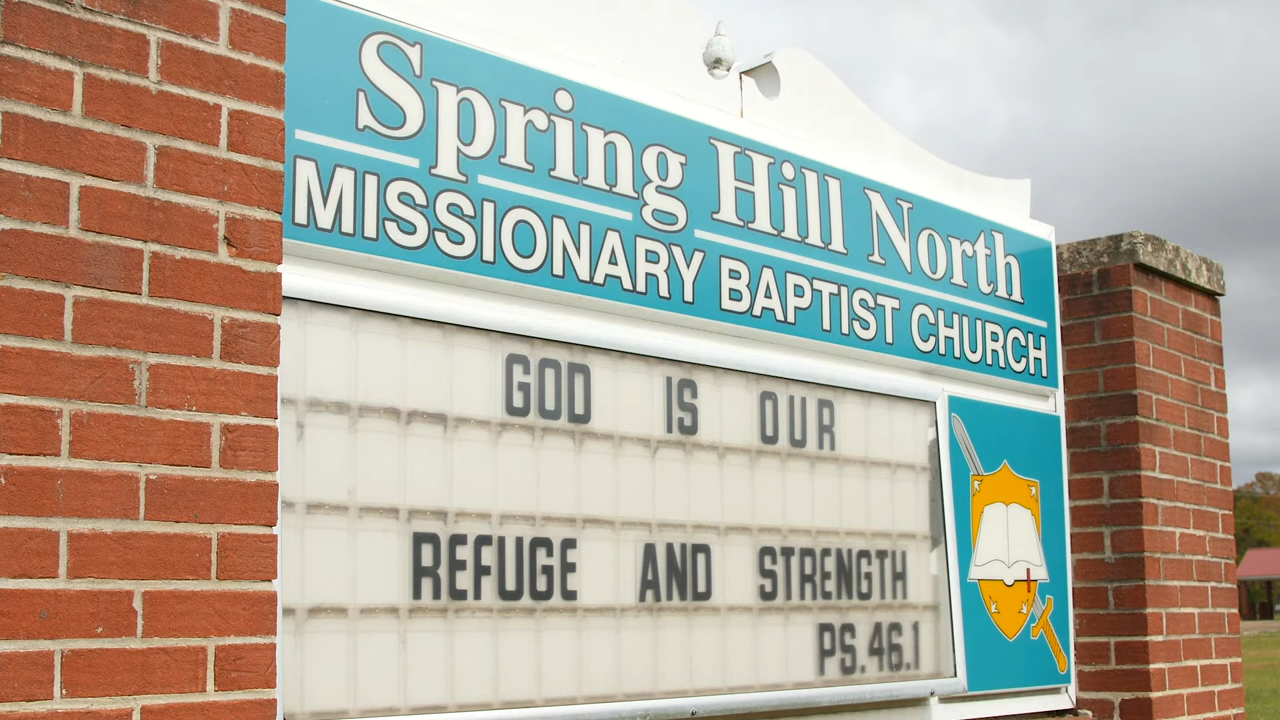 Spring Hill North
MISSIONARY BAPTIST CHURCH
GOD IS OUR
REFUGE AND STRENGTH
PS.46.1